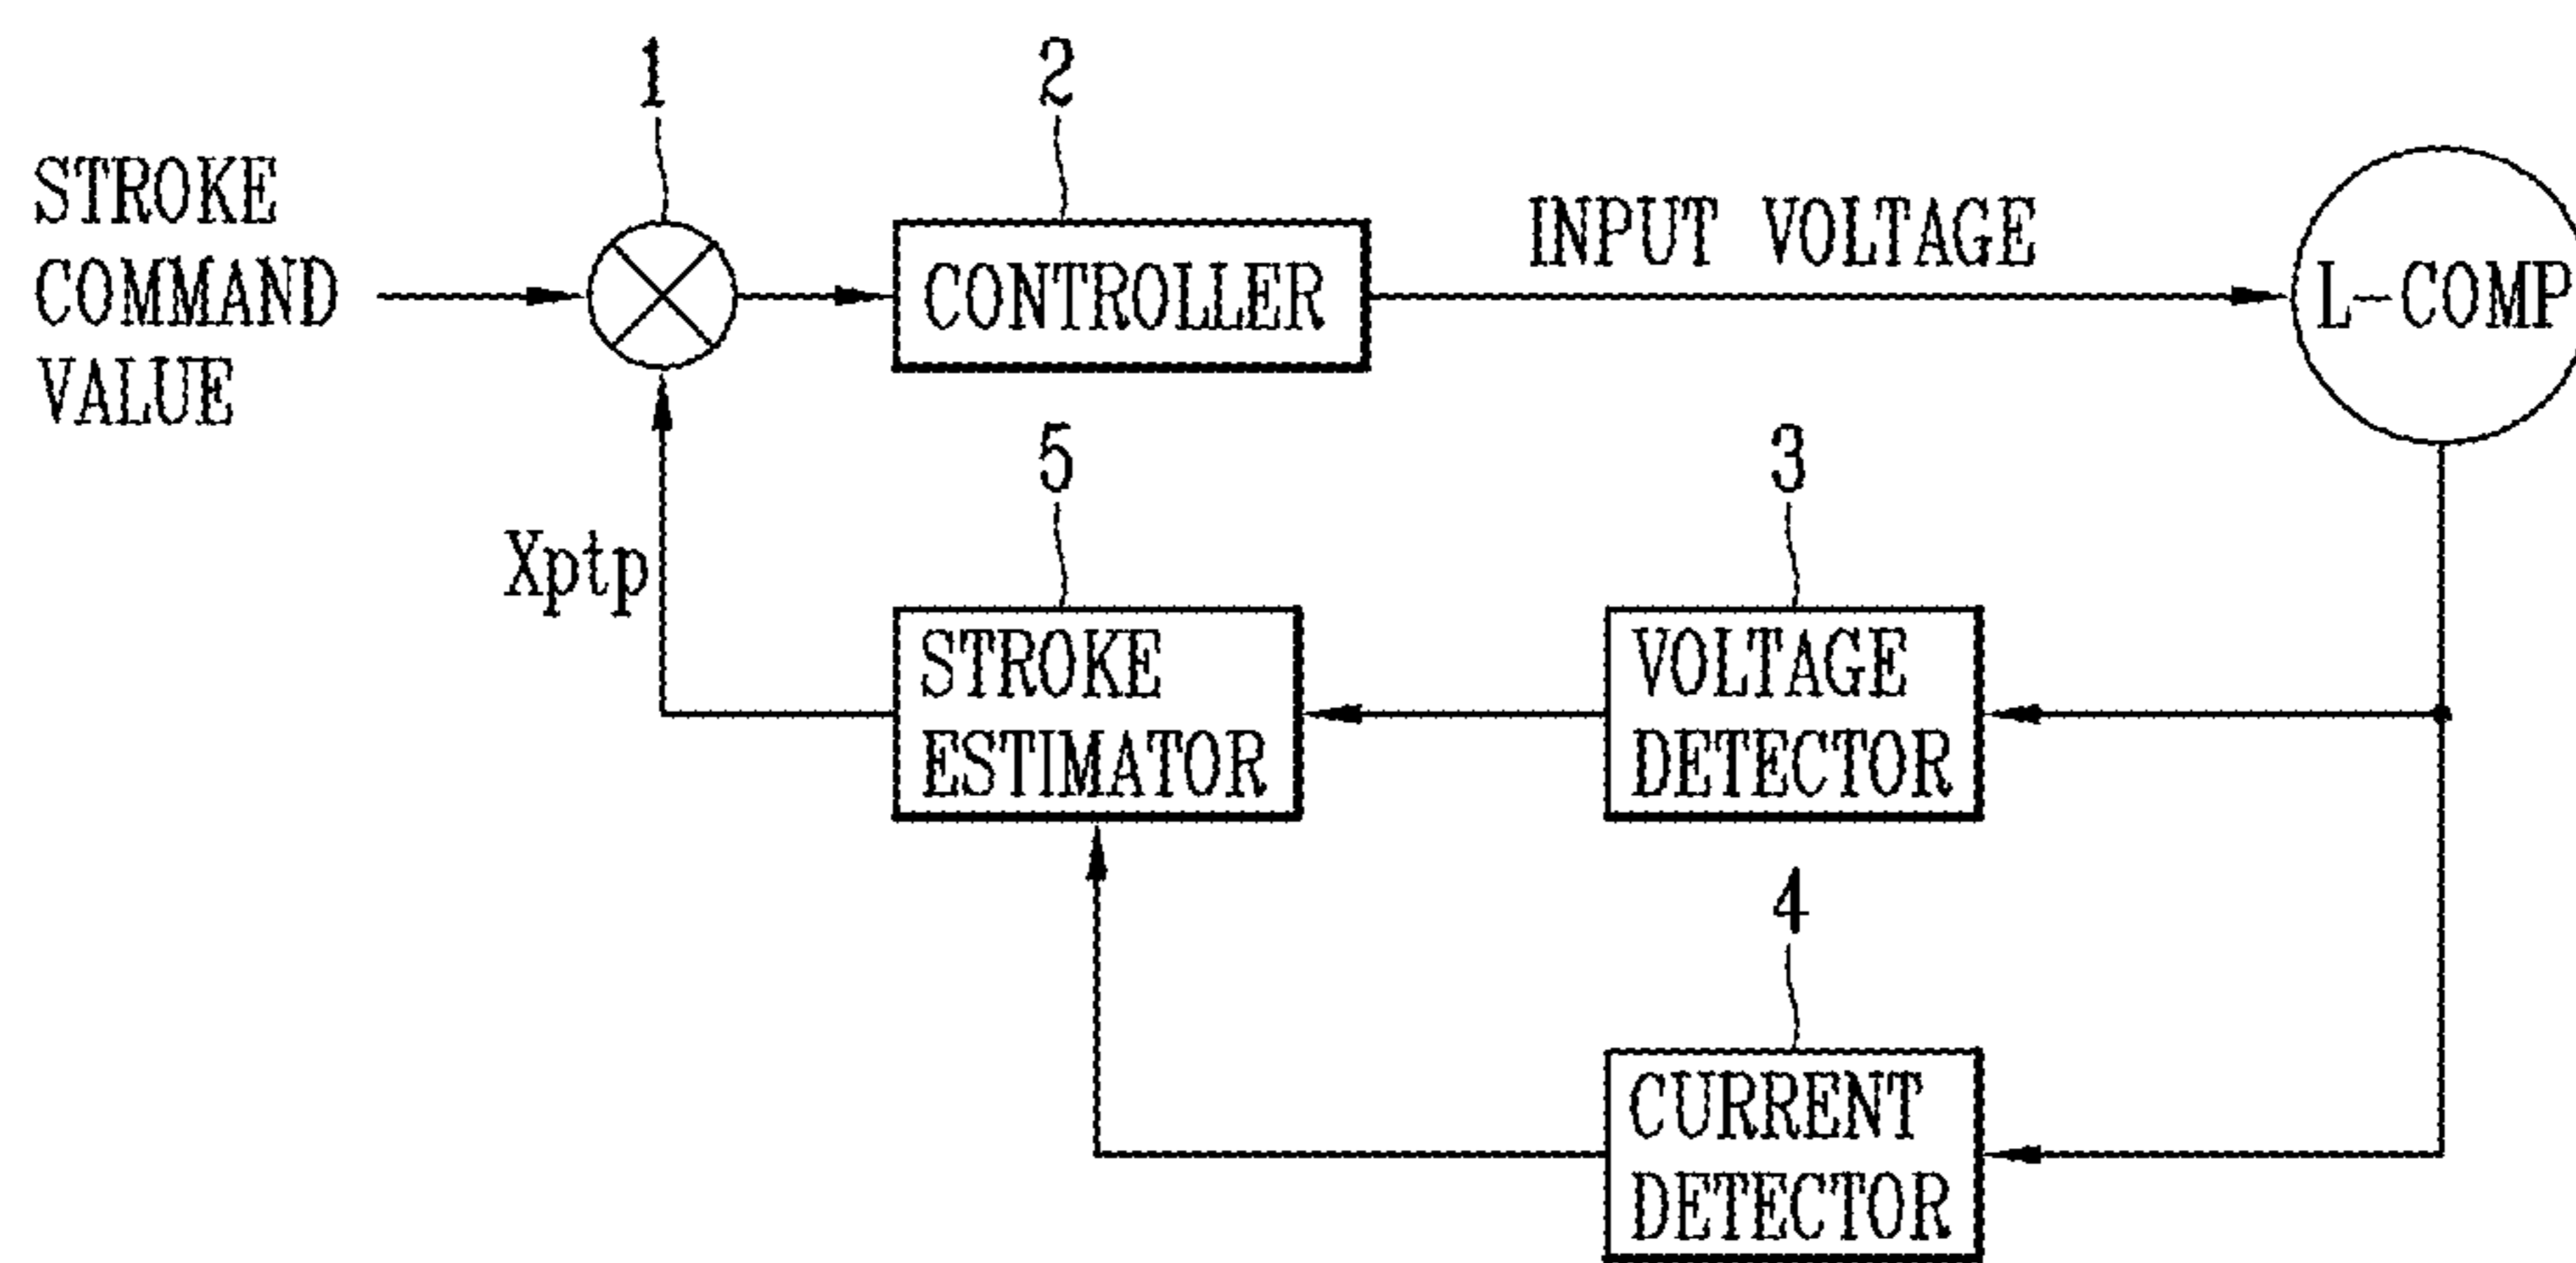 1
2
STROKE
COMMAND
VALUE
CONTROLLER
INPUT VOLTAGE
L-COMP
5
3
Xptp
STROKE
ESTIMATOR
VOLTAGE
DETECTOR
4
CURRENT
DETECTOR